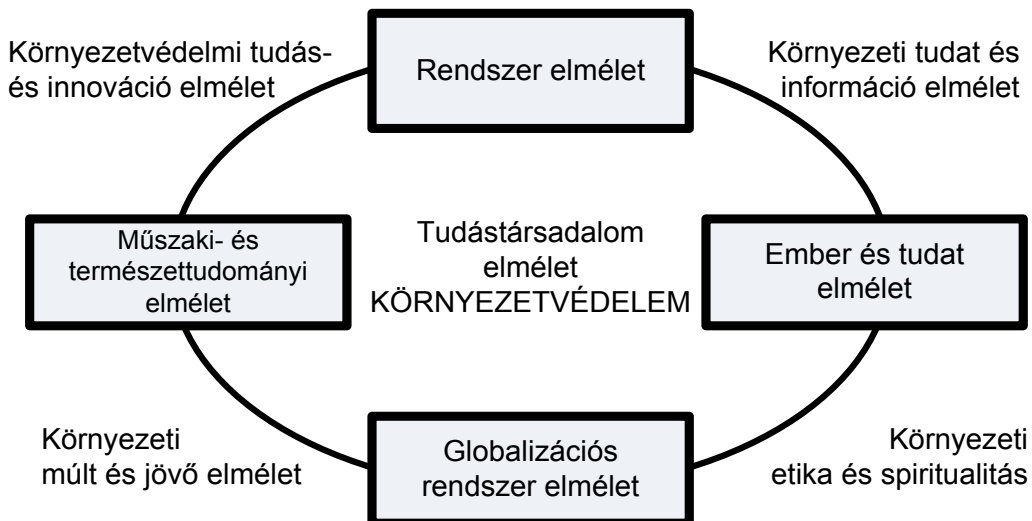 Környezetvédelmi tudás-
és innováció elmélet
Rendszer elmélet
Környezeti tudat és
információ elmélet
Műszaki- és
természettudományi
elmélet
Tudástársadalom
elmélet
KÖRNYEZETVÉDELEM
Ember és tudat
elmélet
Környezeti
múlt és jövő elmélet
Globalizációs
rendszer elmélet
Környezeti
etika és spiritualitás